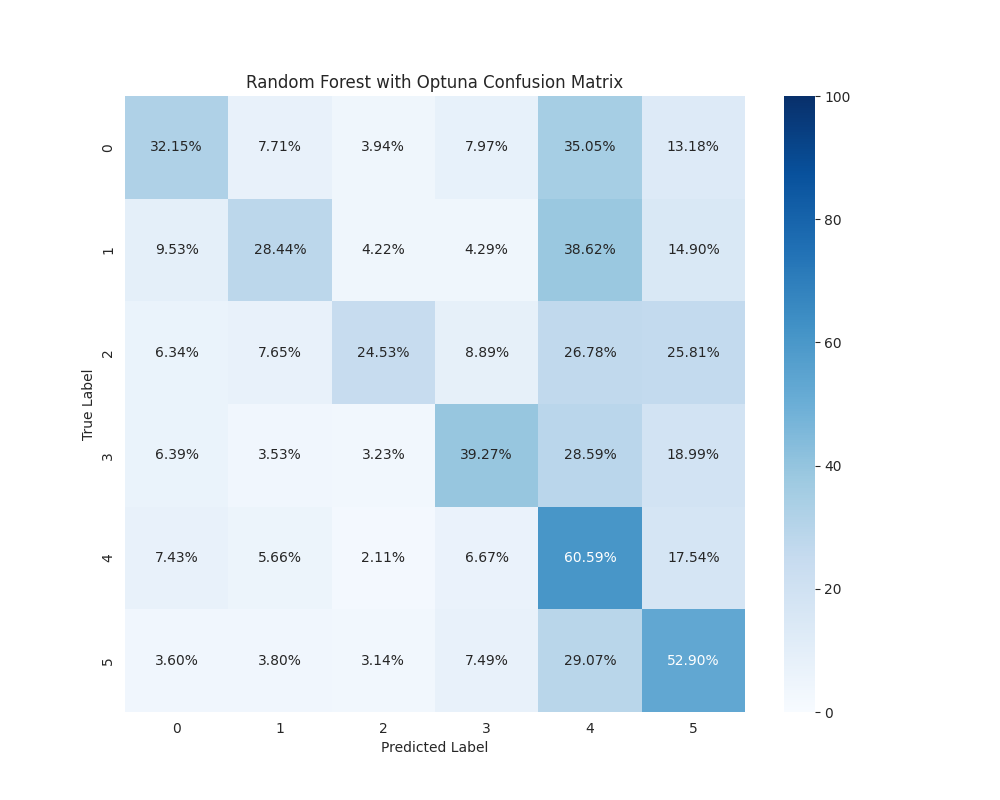 Random Forest with Optuna Confusion Matrix
True Label
0 32.15% 7.71% 3.94% 7.97% 35.05% 13.18%
1 9.53% 28.44% 4.22% 4.29% 38.62% 14.90%
2 6.34% 7.65% 24.53% 8.89% 26.78% 25.81%
3 6.39% 3.53% 3.23% 39.27% 28.59% 18.99%
4 7.43% 5.66% 2.11% 6.67% 60.59% 17.54%
5 3.60% 3.80% 3.14% 7.49% 29.07% 52.90%
0 1 2 3 4 5
Predicted Label
100
80
60
40
20
0